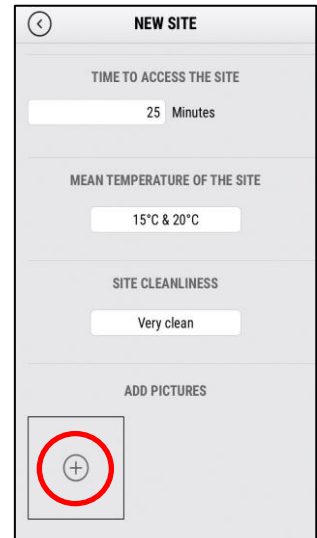 NEW SITE
TIME TO ACCESS THE SITE
25 Minutes
MEAN TEMPERATURE OF THE SITE
15°C & 20°C
SITE CLEANLINESS
Very clean
ADD PICTURES